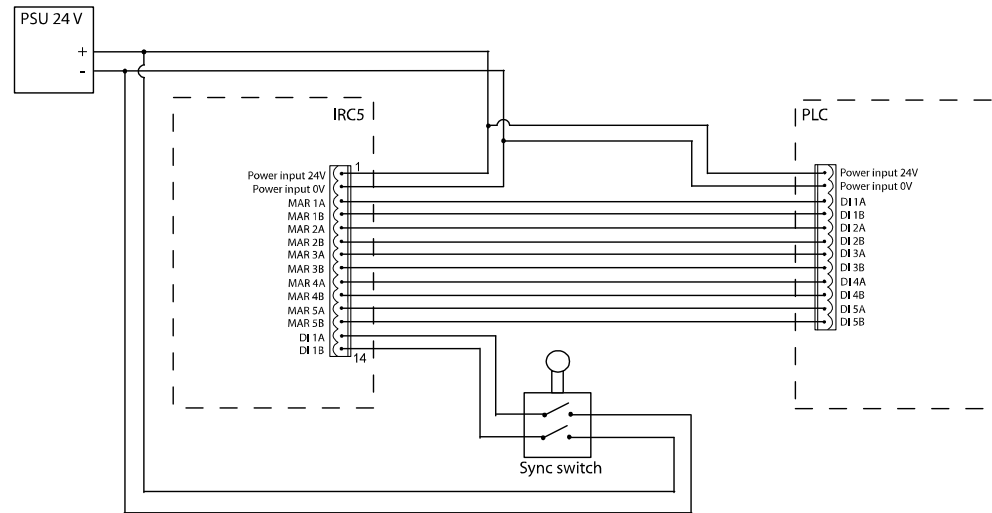 PSU 24 V
+
-
IRC5
PLC
1
Power input 24V
Power input 0V
MAR 1A
MAR 1B
MAR 2A
MAR 2B
MAR 3A
MAR 3B
MAR 4A
MAR 4B
MAR 5A
MAR 5B
DI 1A
DI 1B
14
Power input 24V
Power input 0V
DI 1A
DI 1B
DI 2A
DI 2B
DI 3A
DI 3B
DI 4A
DI 4B
DI 5A
DI 5B
Sync switch